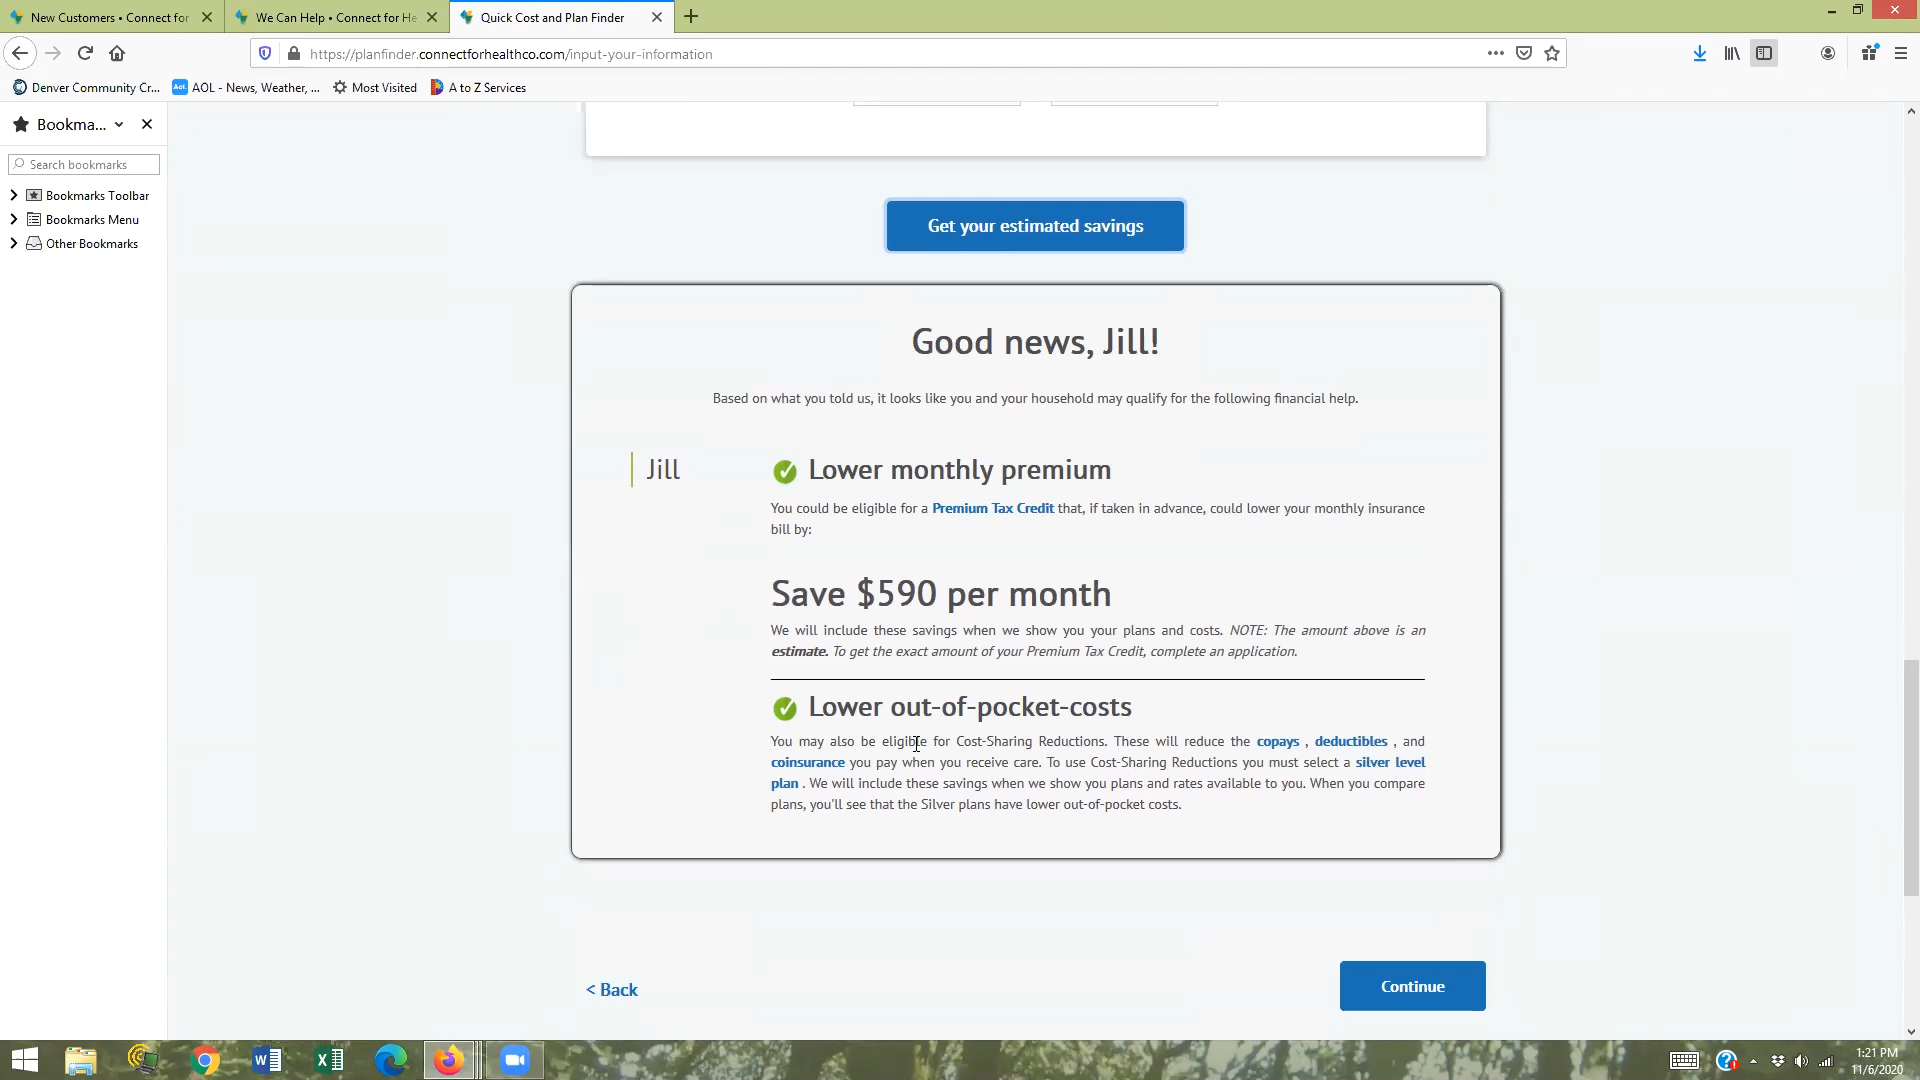 New Customers • Connect for
We Can Help • Connect for He
Quick Cost and Plan Finder
https://planfinder.connectforhealthco.com/input-your-information
Denver Community Cr...
AOL - News, Weather, ...
Most Visited
A to Z Services
Bookma...
Search bookmarks
Bookmarks Toolbar
Bookmarks Menu
Other Bookmarks
Get your estimated savings
Good news, Jill!
Based on what you told us, it looks like you and your household may qualify for the following financial help.
Jill
Lower monthly premium
You could be eligible for a Premium Tax Credit that, if taken in advance, could lower your monthly insurance
bill by:
Save $590 per month
We will include these savings when we show you your plans and costs. NOTE: The amount above is an
estimate. To get the exact amount of your Premium Tax Credit, complete an application.
Lower out-of-pocket-costs
You may also be eligible for Cost-Sharing Reductions. These will reduce the copays , deductibles , and
coinsurance you pay when you receive care. To use Cost-Sharing Reductions you must select a silver level
plan . We will include these savings when we show you plans and rates available to you. When you compare
plans, you'll see that the Silver plans have lower out-of-pocket costs.
< Back
Continue
1:21 PM
11/6/2020